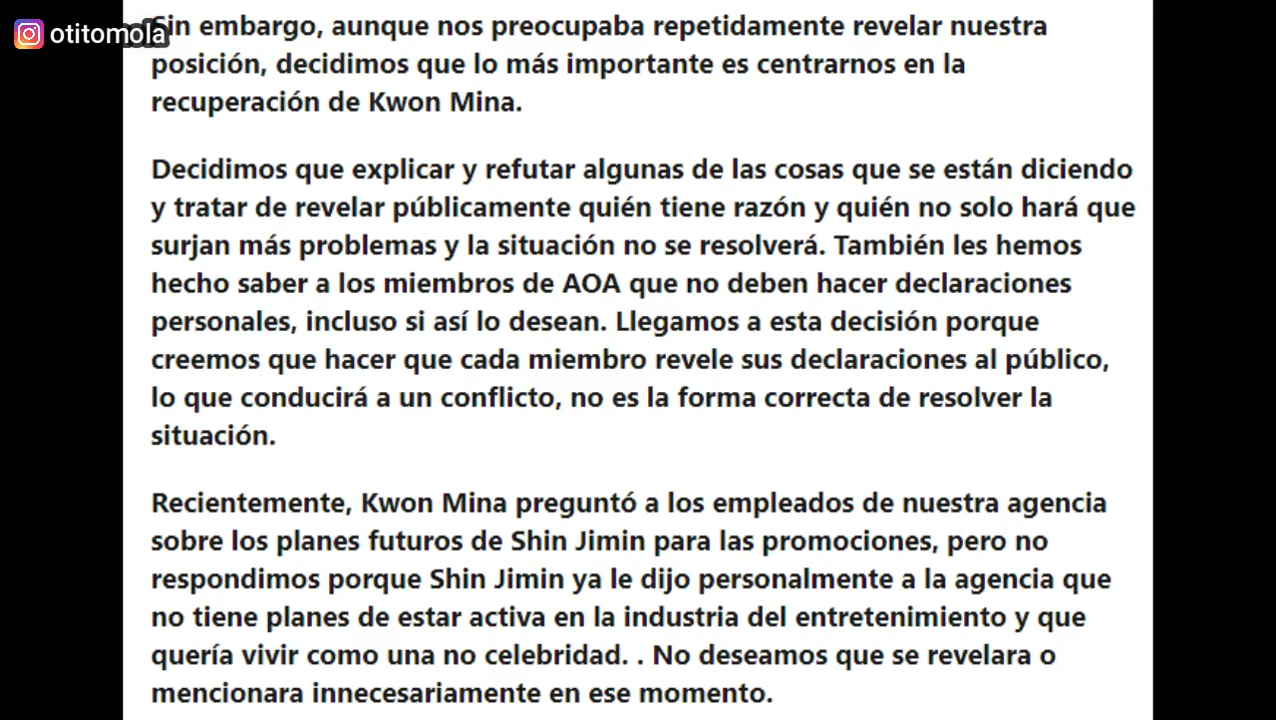 otitomola
Sin embargo, aunque nos preocupaba repetidamente revelar nuestra
posición, decidimos que lo más importante es centrarnos en la
recuperación de Kwon Mina.
Decidimos que explicar y refutar algunas de las cosas que se están diciendo
y tratar de revelar públicamente quién tiene razón y quién no solo hará que
surjan más problemas y la situación no se resolverá. También les hemos
hecho saber a los miembros de AOA que no deben hacer declaraciones
personales, incluso si así lo desean. Llegamos a esta decisión porque
creemos que hacer que cada miembro revele sus declaraciones al público,
lo que conducirá a un conflicto, no es la forma correcta de resolver la
situación.
Recientemente, Kwon Mina preguntó a los empleados de nuestra agencia
sobre los planes futuros de Shin Jimin para las promociones, pero no
respondimos porque Shin Jimin ya le dijo personalmente a la agencia que
no tiene planes de estar activa en la industria del entretenimiento y que
quería vivir como una no celebridad. . No deseamos que se revelara o
mencionara innecesariamente en ese momento.